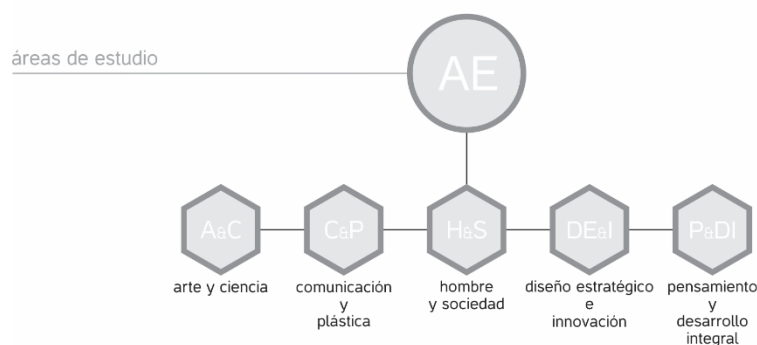 áreas de estudio
AE
A&C
C&P
H&S
DE&I
P&DI
arte y ciencia
comunicación
y
plástica
hombre
y sociedad
diseño estratégico
e
innovación
pensamiento
y
desarrollo
integral